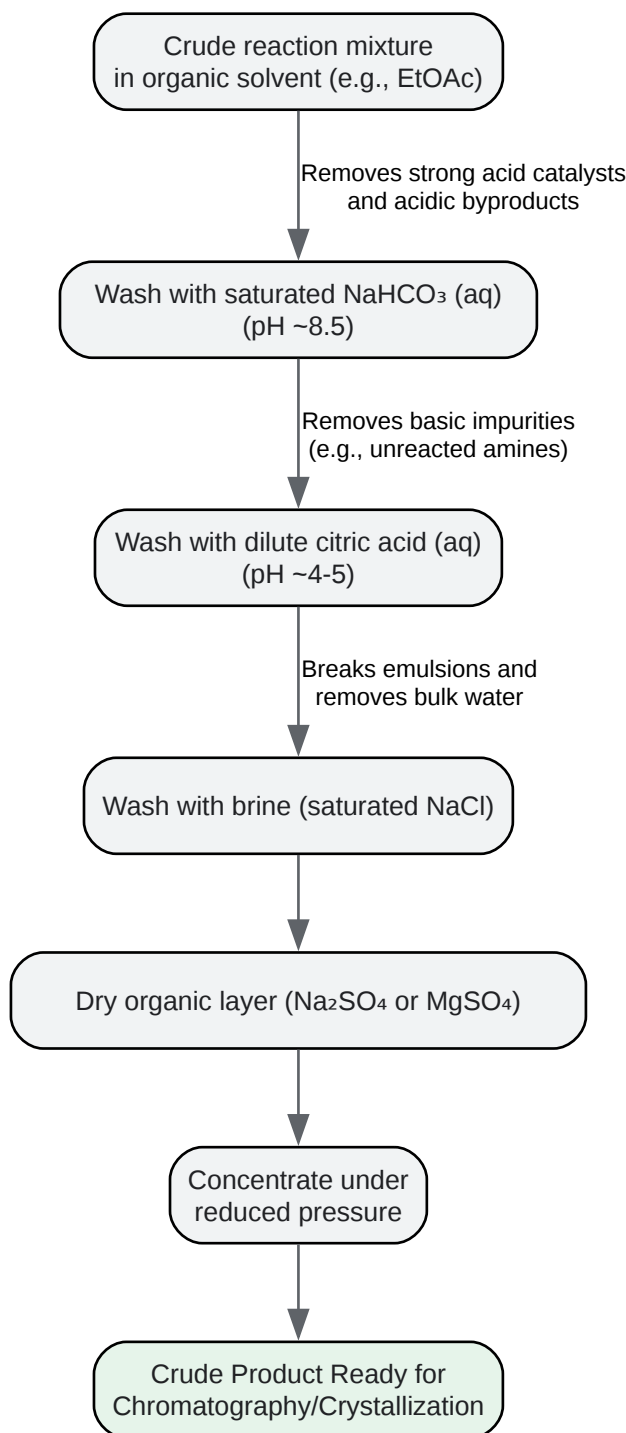 Crude reaction mixture
in organic solvent (e.g., EtOAc)
Removes strong acid catalysts
and acidic byproducts
Wash with saturated NaHCO₃ (aq)
(pH ~8.5)
Removes basic impurities
(e.g., unreacted amines)
Wash with dilute citric acid (aq)
(pH ~4-5)
Breaks emulsions and
removes bulk water
Wash with brine (saturated NaCl)
Dry organic layer (Na₂SO₄ or MgSO₄)
Concentrate under
reduced pressure
Crude Product Ready for
Chromatography/Crystallization